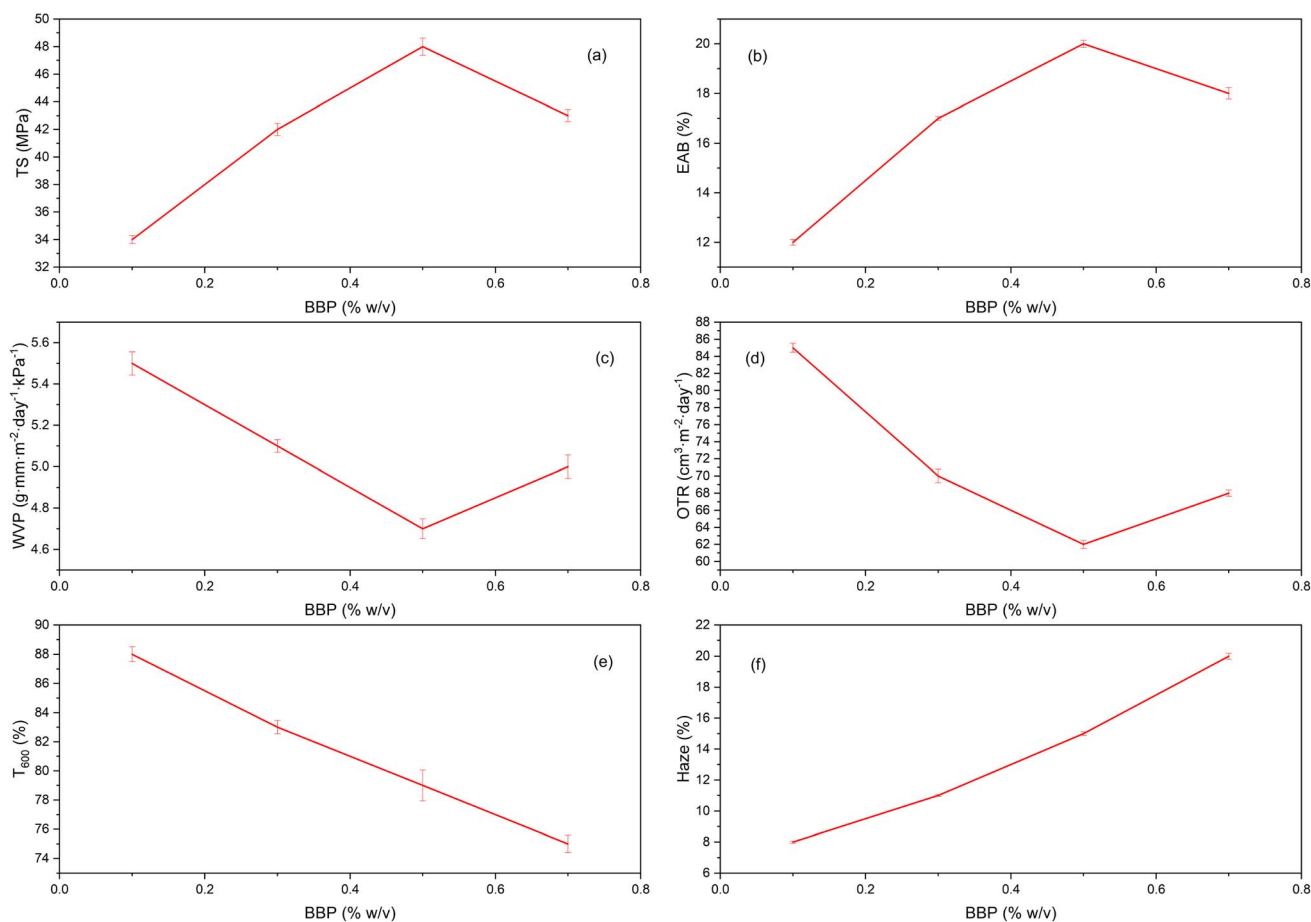 50
48
46
44
42
40
38
36
34
32
TS (MPa)
(a)
0.0 0.2 0.4 0.6 0.8
BBP (% w/v)
20
18
16
14
12
EAB (%)
(b)
0.0 0.2 0.4 0.6 0.8
BBP (% w/v)
5.6
5.4
5.2
5.0
4.8
4.6
WVP (g·mm·m⁻²·day⁻¹·kPa⁻¹)
(c)
0.0 0.2 0.4 0.6 0.8
BBP (% w/v)
88
86
84
82
80
78
76
74
72
70
68
66
64
62
60
OTR (cm³·m⁻²·day⁻¹)
(d)
0.0 0.2 0.4 0.6 0.8
BBP (% w/v)
90
88
86
84
82
80
78
76
74
T₆₀₀ (%)
(e)
0.0 0.2 0.4 0.6 0.8
BBP (% w/v)
22
20
18
16
14
12
10
8
6
Haze (%)
(f)
0.0 0.2 0.4 0.6 0.8
BBP (% w/v)